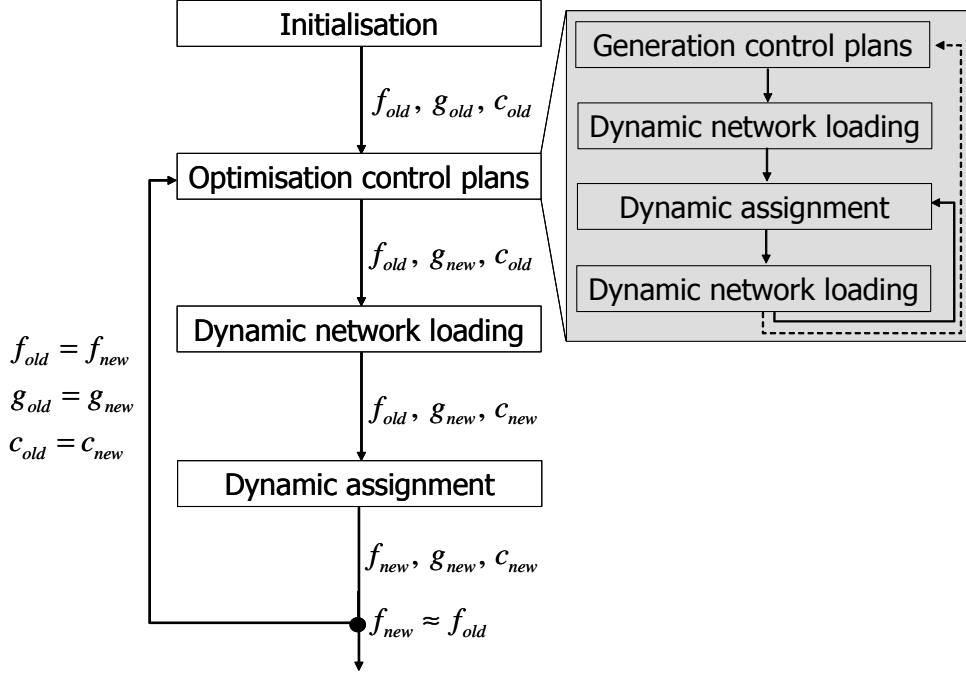 Initialisation
f_old, g_old, c_old
Optimisation control plans
f_old, g_new, c_old
Dynamic network loading
f_old, g_new, c_new
Dynamic assignment
f_new, g_new, c_new
f_new ≈ f_old
f_old = f_new
g_old = g_new
c_old = c_new
Generation control plans
Dynamic network loading
Dynamic assignment
Dynamic network loading